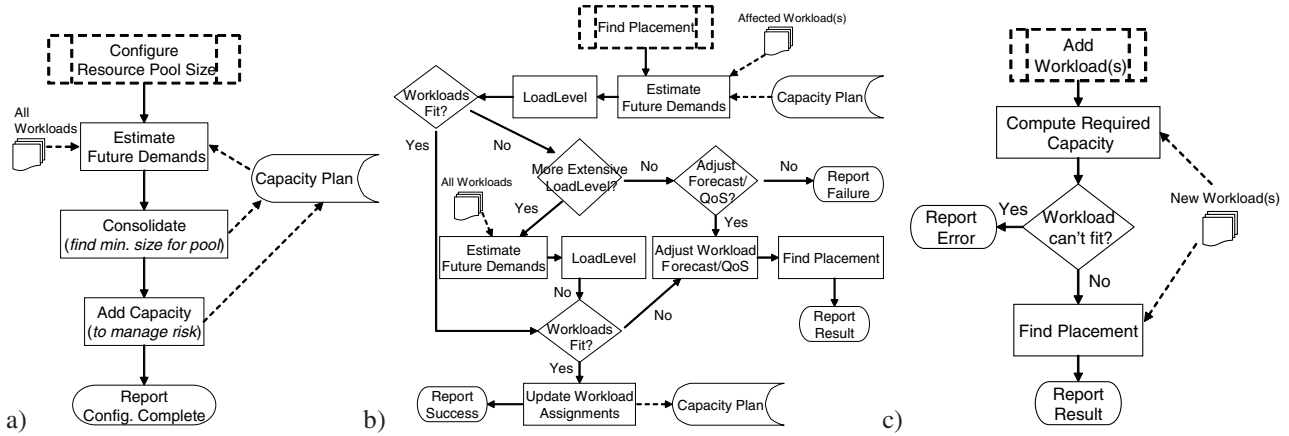 Configure
Resource Pool Size
All
Workloads
Estimate
Future Demands
Capacity Plan
Consolidate
(find min. size for pool)
Add Capacity
(to manage risk)
Report
Config. Complete
a)
Find Placement
Affected Workload(s)
Workloads
Fit?
LoadLevel
Estimate
Future Demands
Capacity Plan
Yes
No
More Extensive
LoadLevel?
No
Adjust
Forecast/
QoS?
No
Report
Failure
All Workloads
Yes
Yes
Estimate
Future Demands
LoadLevel
Adjust Workload
Forecast/QoS
Find Placement
No
No
Workloads
Fit?
Report
Result
Yes
Report
Success
Update Workload
Assignments
Capacity Plan
b)
Add
Workload(s)
Compute Required
Capacity
New Workload(s)
Report
Error
Yes
Workload
can't fit?
No
Find Placement
Report
Result
c)